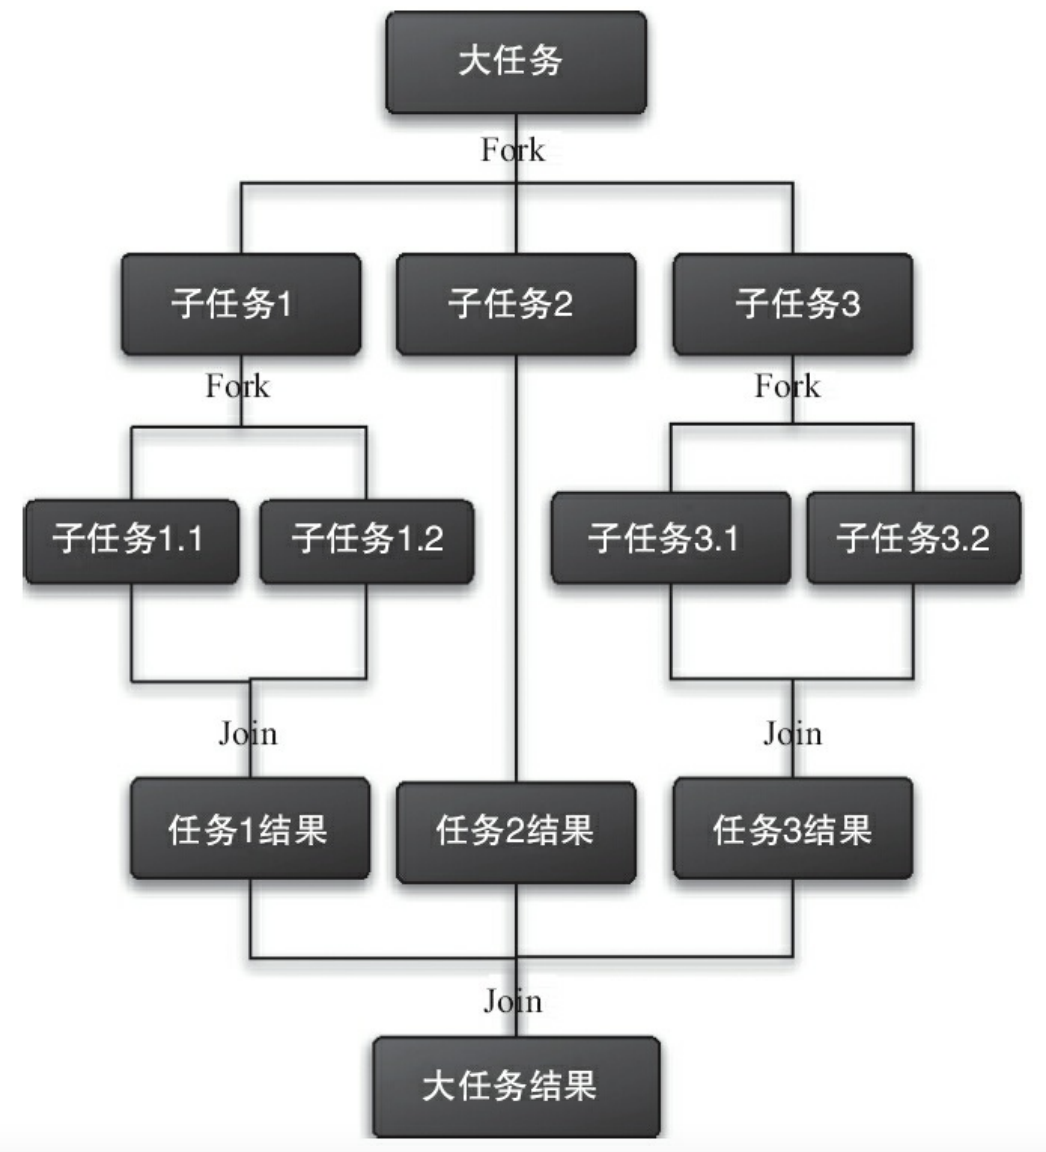 大任务
Fork
子任务1
子任务2
子任务3
Fork
Fork
子任务1.1
子任务1.2
子任务3.1
子任务3.2
Join
Join
任务1结果
任务2结果
任务3结果
Join
大任务结果